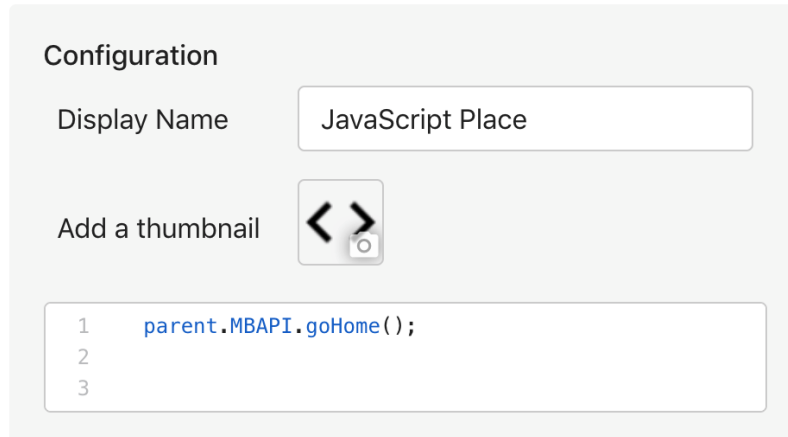 Configuration
Display Name
JavaScript Place
Add a thumbnail
1 parent.MBAPI.goHome();
2
3